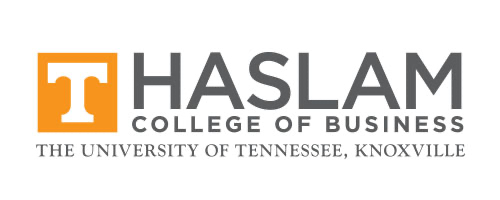 T HASLAM
COLLEGE OF BUSINESS
THE UNIVERSITY OF TENNESSEE, KNOXVILLE